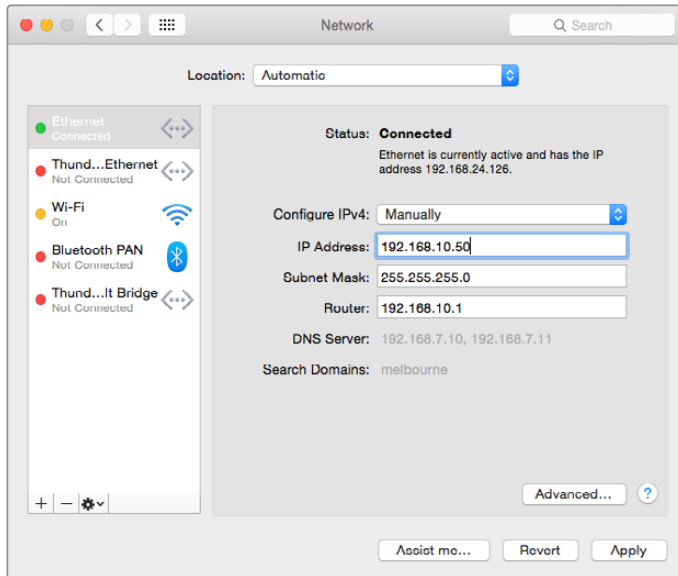 Network
Search
Location: Automatic
Ethernet
Connected
Thund...Ethernet
Not Connected
Wi-Fi
On
Bluetooth PAN
Not Connected
Thund...lt Bridge
Not Connected
Status: Connected
Ethernet is currently active and has the IP
address 192.168.24.126.
Configure IPv4: Manually
IP Address: 192.168.10.50
Subnet Mask: 255.255.255.0
Router: 192.168.10.1
DNS Server: 192.168.7.10, 192.168.7.11
Search Domains: melbourne
Advanced... ?
Assist me... Revert Apply